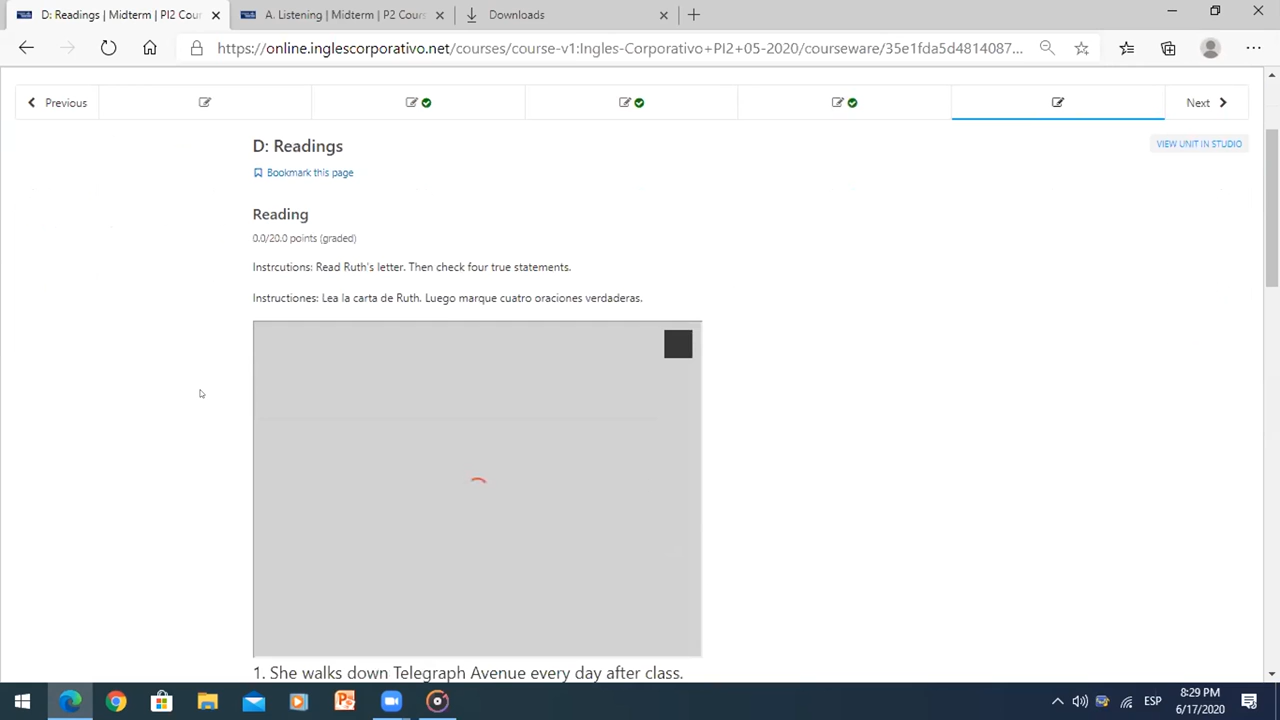 D: Readings | Midterm | PI2 Cour
A. Listening | Midterm | P2 Cours
Downloads
https://online.inglescorporativo.net/courses/course-v1:Ingles-Corporativo+PI2+05-2020/courseware/35e1fda5d4814087...
Previous
Next
D: Readings
VIEW UNIT IN STUDIO
Bookmark this page
Reading
0.0/20.0 points (graded)
Instrcutions: Read Ruth's letter. Then check four true statements.
Instructiones: Lea la carta de Ruth. Luego marque cuatro oraciones verdaderas.
1. She walks down Telegraph Avenue every day after class.
ESP
8:29 PM
6/17/2020